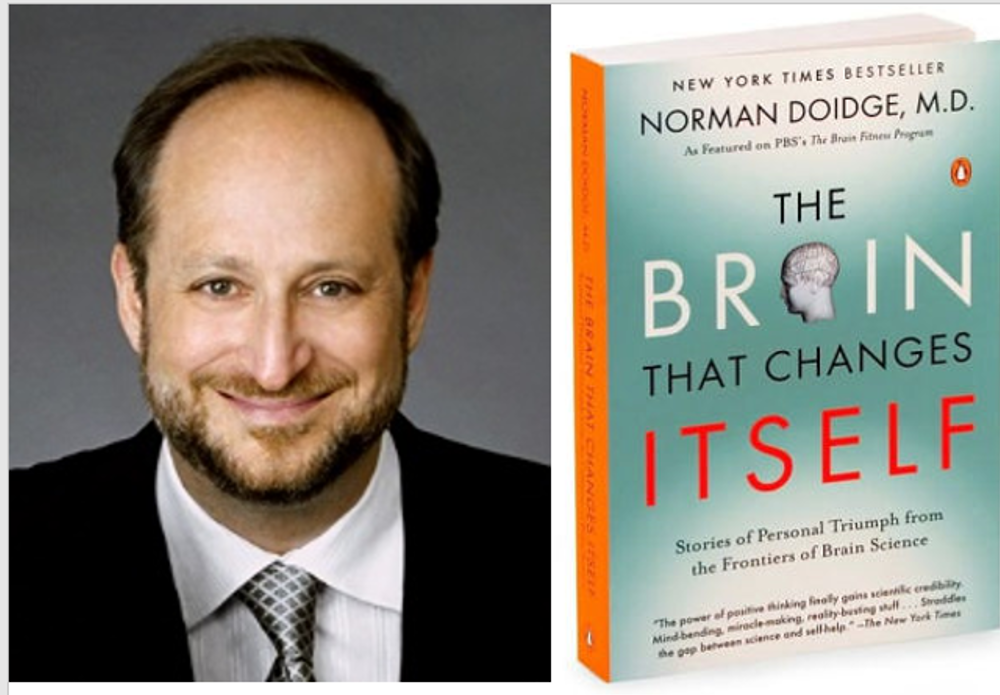 NEW YORK TIMES BESTSELLER
NORMAN DOIDGE, M.D.
As Featured on PBS's The Brain Fitness Program
THE
BRAIN
THAT CHANGES
ITSELF
Stories of Personal Triumph from
the Frontiers of Brain Science
"The power of positive thinking finally gains scientific credibility.
Mind-bending, miracle-making, reality-busting stuff . . . Straddles
the gap between science and self-help." —The New York Times
NORMAN DOIDGE, M.D. THE BRAIN THAT CHANGES ITSELF